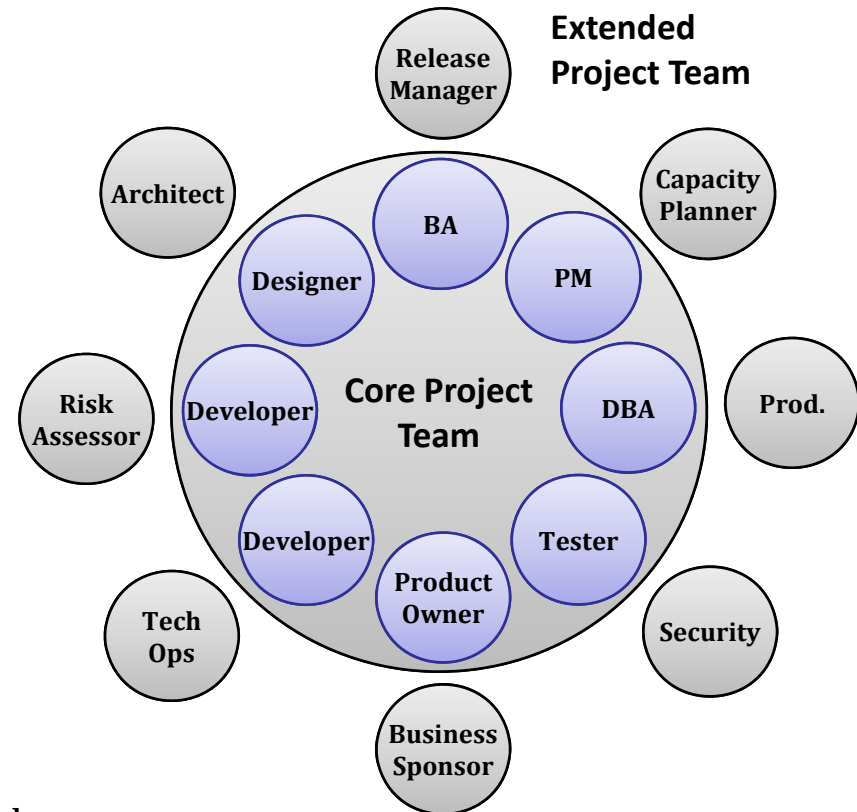 Extended
Project Team
Release
Manager
Architect
Capacity
Planner
BA
Designer
PM
Risk
Assessor
Developer
Core Project
Team
DBA
Prod.
Developer
Tester
Product
Owner
Tech
Ops
Security
Business
Sponsor